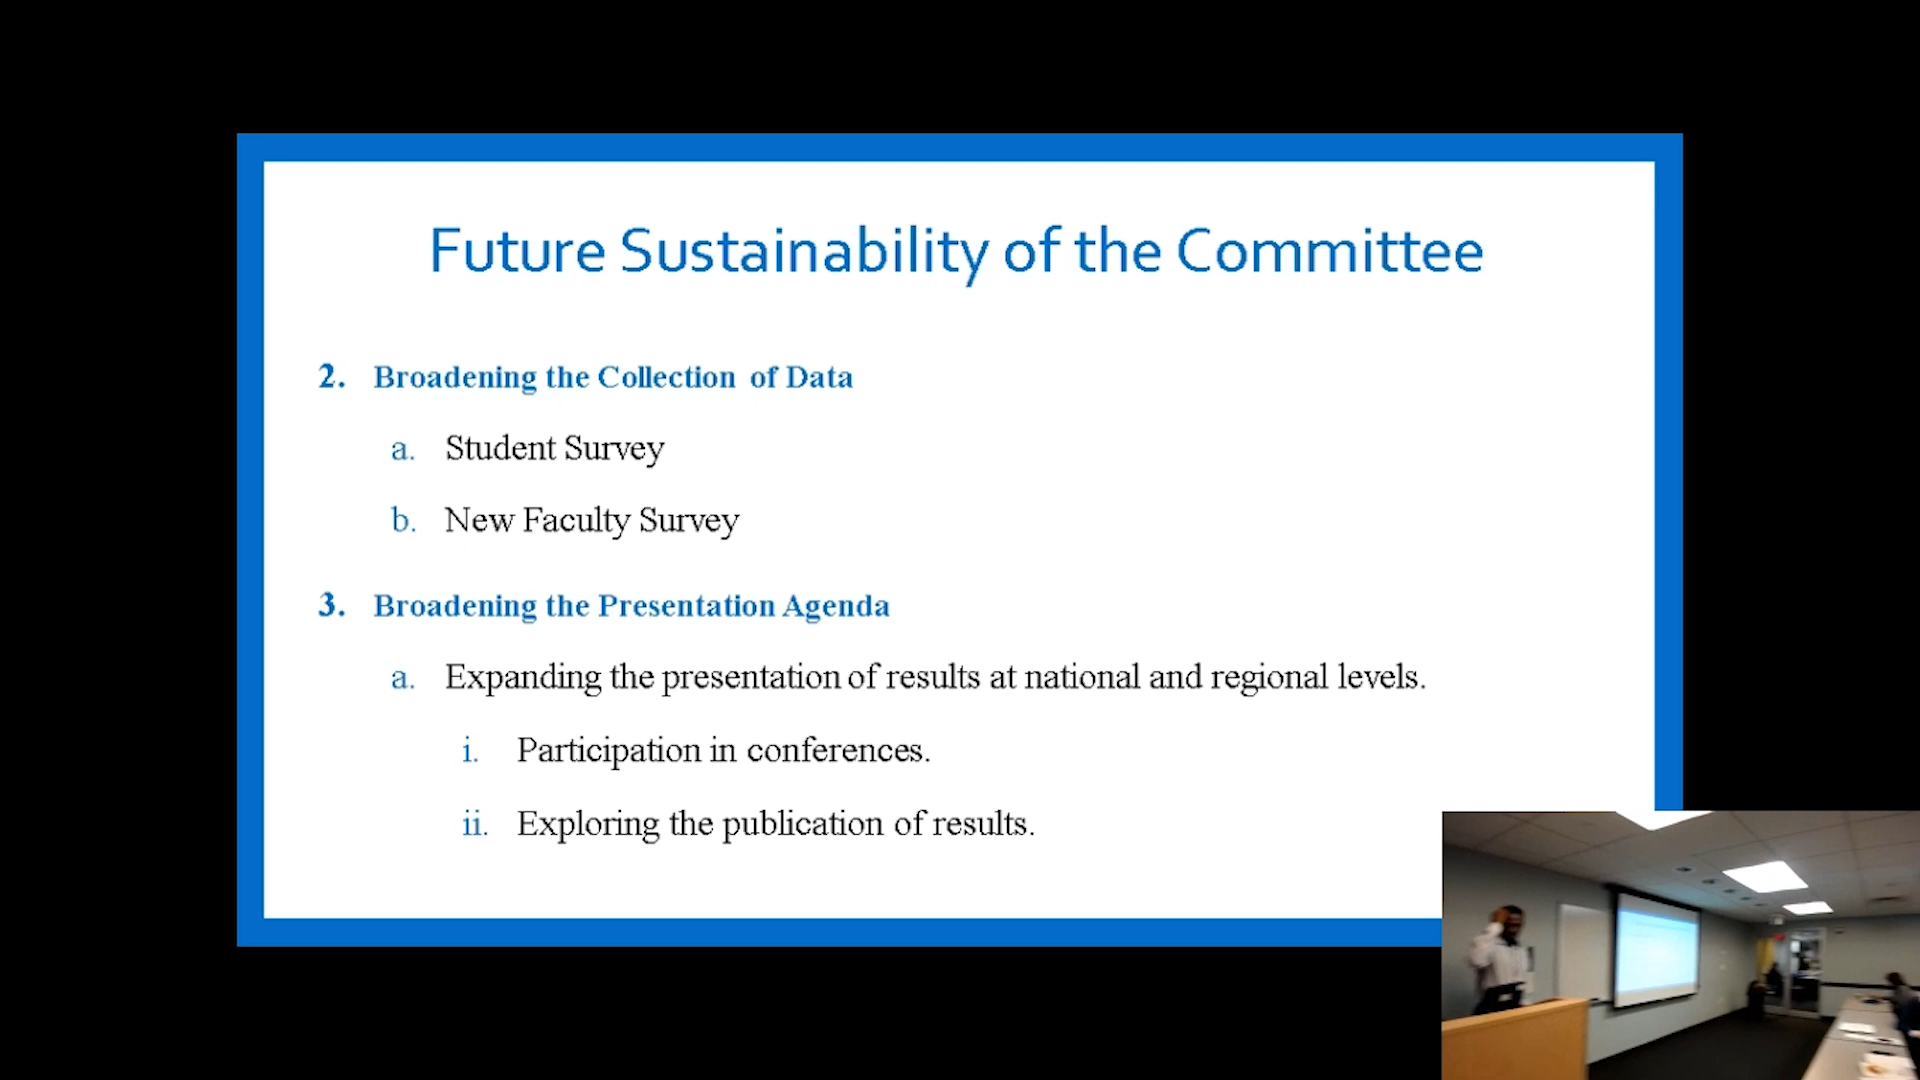 Future Sustainability of the Committee
2. Broadening the Collection of Data
a. Student Survey
b. New Faculty Survey
3. Broadening the Presentation Agenda
a. Expanding the presentation of results at national and regional levels.
i. Participation in conferences.
ii. Exploring the publication of results.